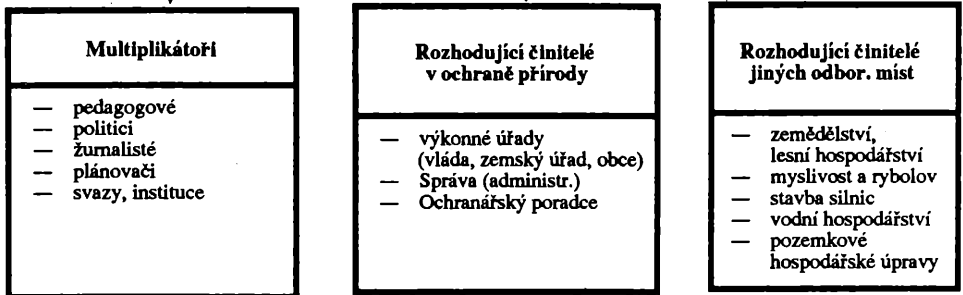 Multiplikátoři
— pedagogové
— politici
— žurnalisté
— plánovači
— svazy, instituce
Rozhodující činitelé
v ochraně přírody
— výkonné úřady
(vláda, zemský úřad, obce)
— Správa (administr.)
— Ochranářský poradce
Rozhodující činitelé
jiných odbor. míst
— zemědělství,
lesní hospodářství
— myslivost a rybolov
— stavba silnic
— vodní hospodářství
— pozemkové
hospodářské úpravy